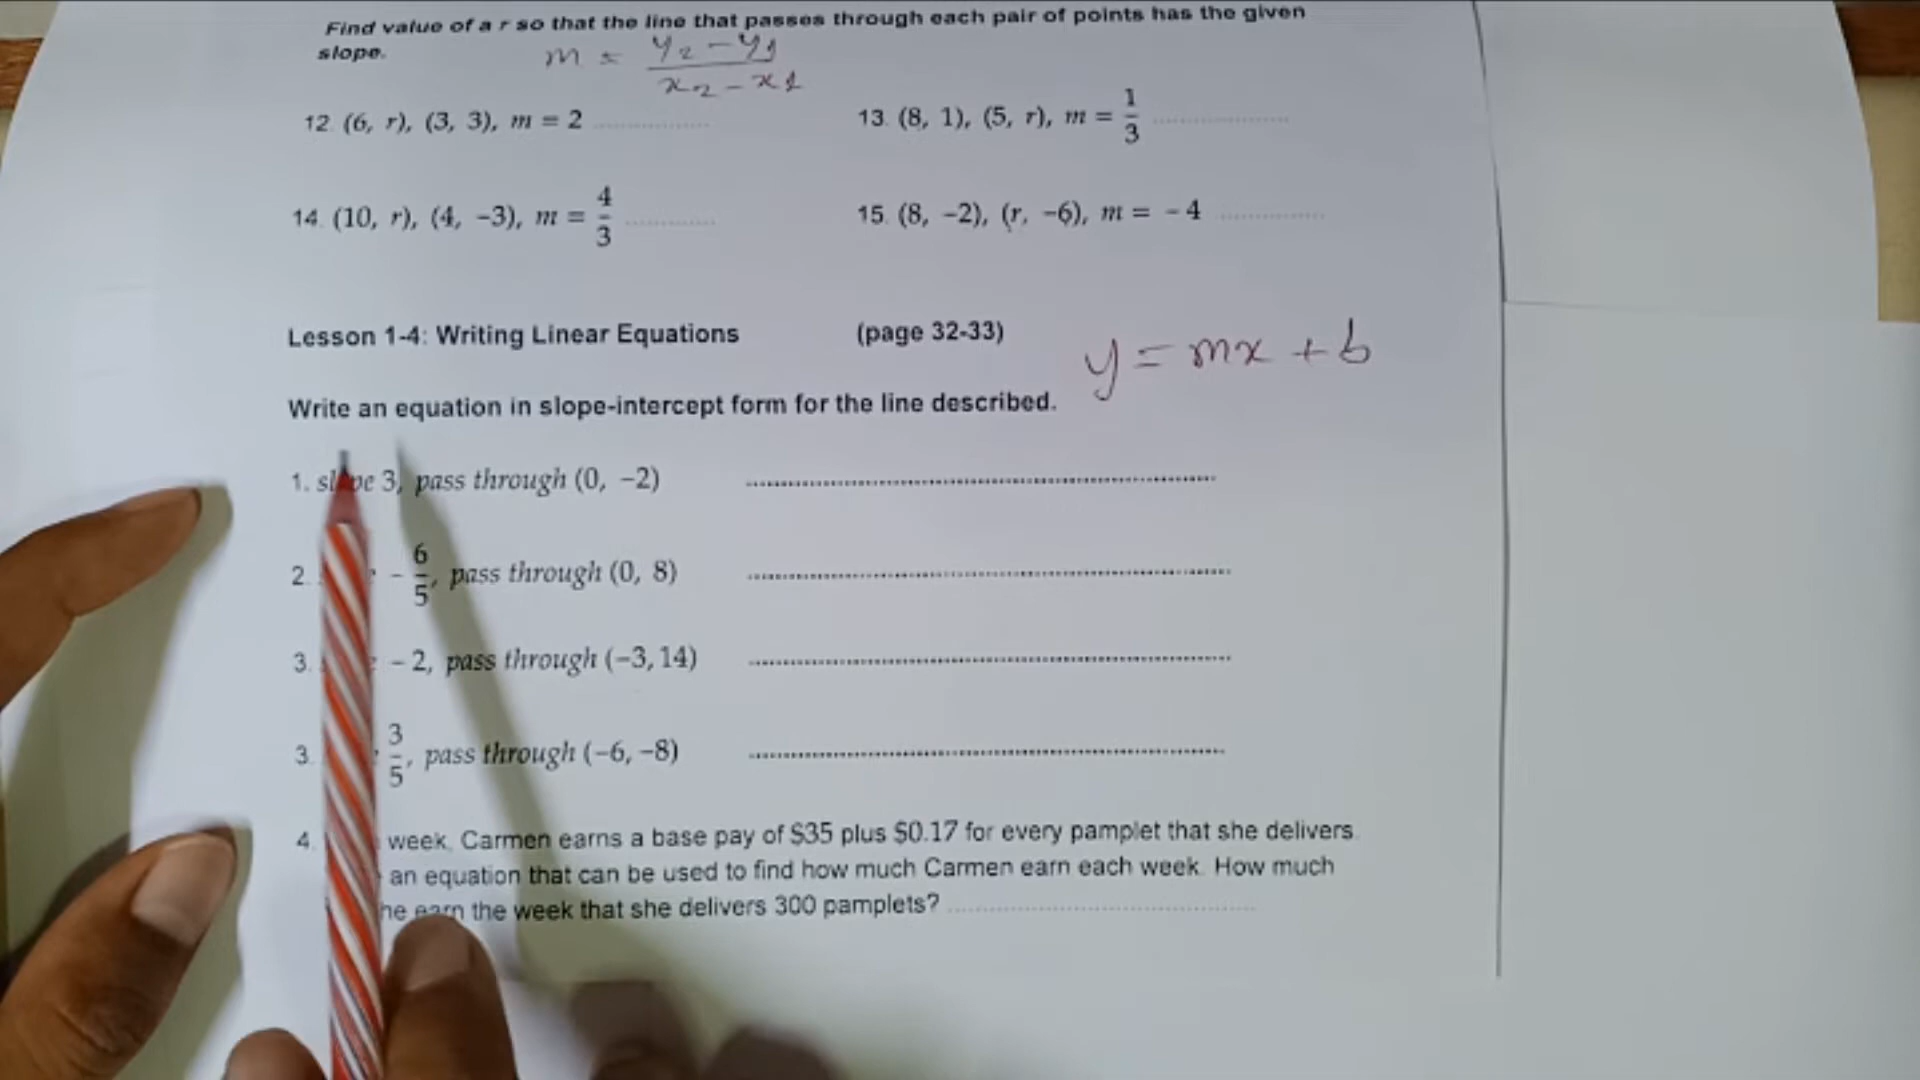 Find value of a r so that the line that passes through each pair of points has the given
slope.
m = y₂ - y₁ / x₂ - x₁
12. (6, r), (3, 3), m = 2 ....................
13. (8, 1), (5, r), m = 1/3 ....................
14. (10, r), (4, -3), m = 4/3 ....................
15. (8, -2), (r, -6), m = - 4 ....................
Lesson 1-4: Writing Linear Equations (page 32-33)
y = mx + b
Write an equation in slope-intercept form for the line described.
1. pe 3, pass through (0, -2) ....................
2. - 6/5, pass through (0, 8) ....................
3. - 2, pass through (-3, 14) ....................
3. 3/5, pass through (-6, -8) ....................
4. week, Carmen earns a base pay of $35 plus $0.17 for every pamplet that she delivers.
an equation that can be used to find how much Carmen earn each week. How much
he earn the week that she delivers 300 pamplets? ....................